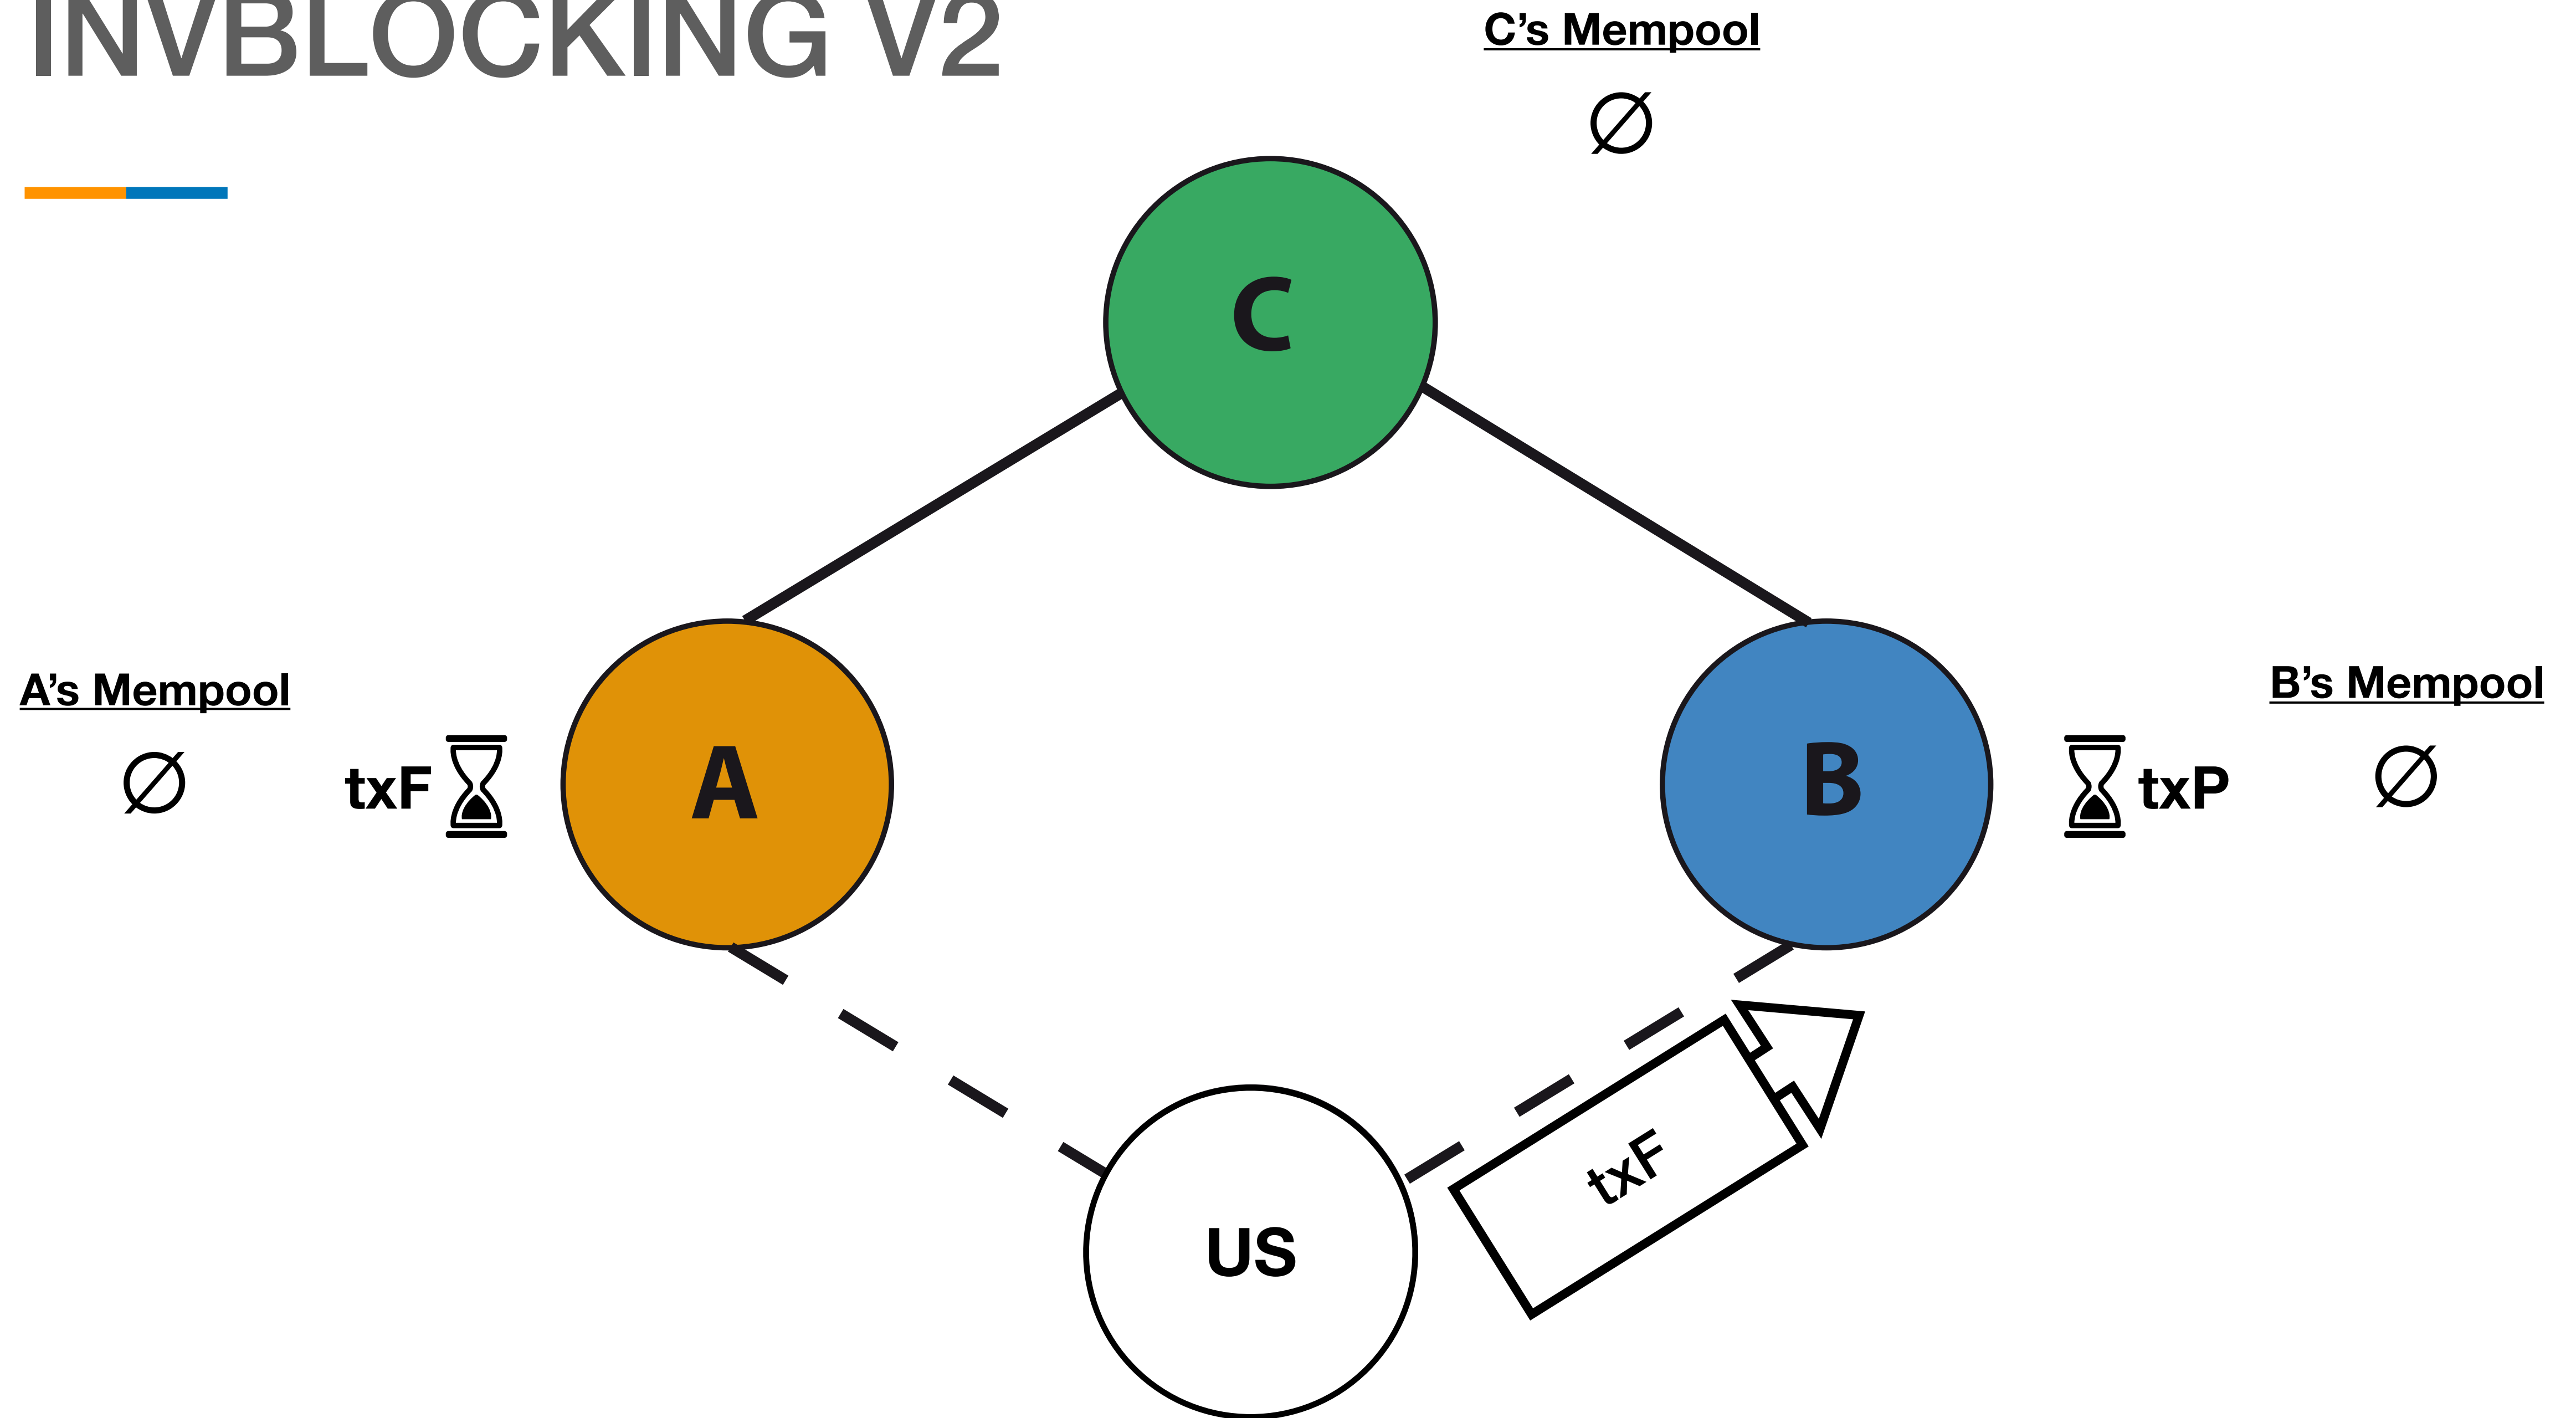 INVBLOCKING V2
C’s Mempool
∅
C
A’s Mempool
∅
txF
A
B
txP
B’s Mempool
∅
txF
US